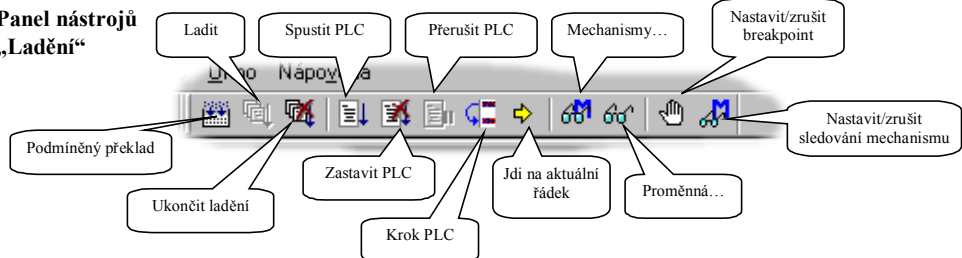 Panel nástrojů
„Ladění“
Ladit
Spustit PLC
Přerušit PLC
Mechanismy…
Nastavit/zrušit
breakpoint
Nápověda
Podmíněný překlad
Ukončit ladění
Zastavit PLC
Krok PLC
Jdi na aktuální
řádek
Proměnná…
Nastavit/zrušit
sledování mechanismu